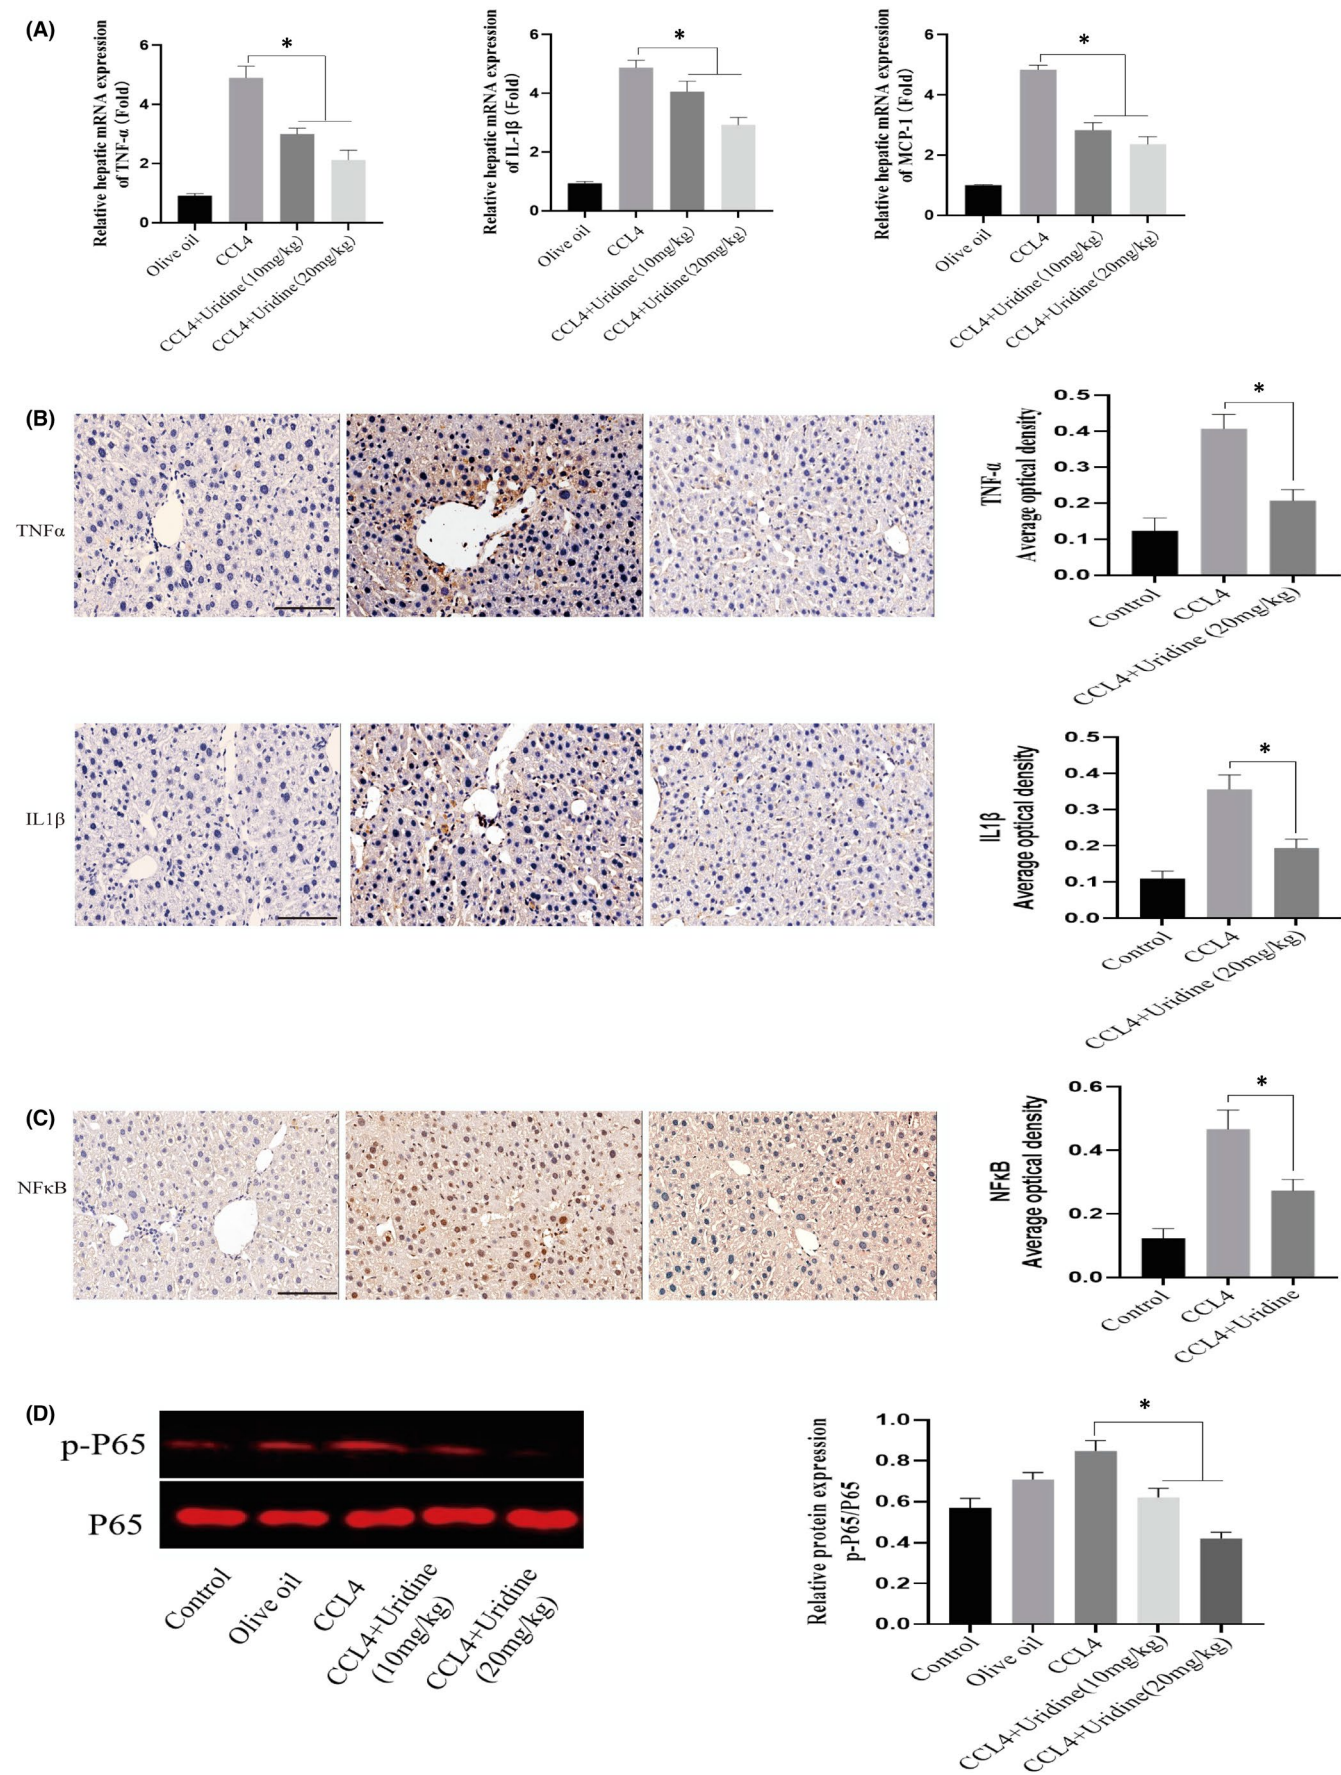 (A)
Relative hepatic mRNA expression
of TNF-α (Fold)
6
4
2
0
*
Olive oil
CCL4
CCL4+Uridine(10mg/kg)
CCL4+Uridine(20mg/kg)
Relative hepatic mRNA expression
of IL-1β (Fold)
6
4
2
0
*
Olive oil
CCL4
CCL4+Uridine(10mg/kg)
CCL4+Uridine(20mg/kg)
Relative hepatic mRNA expression
of MCP-1 (Fold)
6
4
2
0
*
Olive oil
CCL4
CCL4+Uridine(10mg/kg)
CCL4+Uridine(20mg/kg)
(B)
TNFα
TNF-α
Average optical density
0.5
0.4
0.3
0.2
0.1
0.0
*
Control
CCL4
CCL4+Uridine (20mg/kg)
IL1β
IL1β
Average optical density
0.5
0.4
0.3
0.2
0.1
0.0
*
Control
CCL4
CCL4+Uridine (20mg/kg)
(C)
NFκB
NFκB
Average optical density
0.6
0.4
0.2
0.0
*
Control
CCL4
CCL4+Uridine
(D)
p-P65
P65
Control
Olive oil
CCL4
CCL4+Uridine
(10mg/kg)
CCL4+Uridine
(20mg/kg)
Relative protein expression
p-P65/P65
1.0
0.8
0.6
0.4
0.2
0.0
*
Control
Olive oil
CCL4
CCL4+Uridine(10mg/kg)
CCL4+Uridine(20mg/kg)